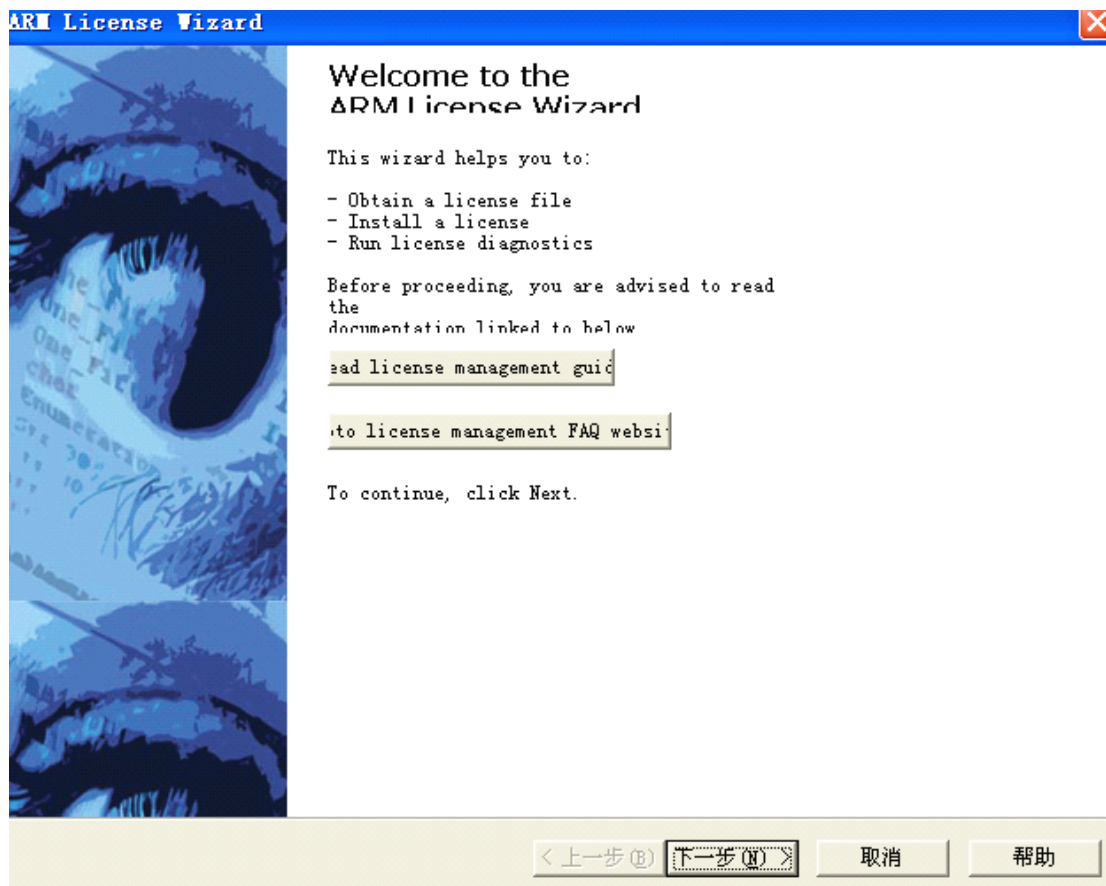 ARM License Wizard
Welcome to the
ARM License Wizard
This wizard helps you to:
- Obtain a license file
- Install a license
- Run license diagnostics
Before proceeding, you are advised to read
the
documentation linked to below
ead license management guid
to license management FAQ websi
To continue, click Next.
< 上一步(B) 下一步(N) > 取消 帮助